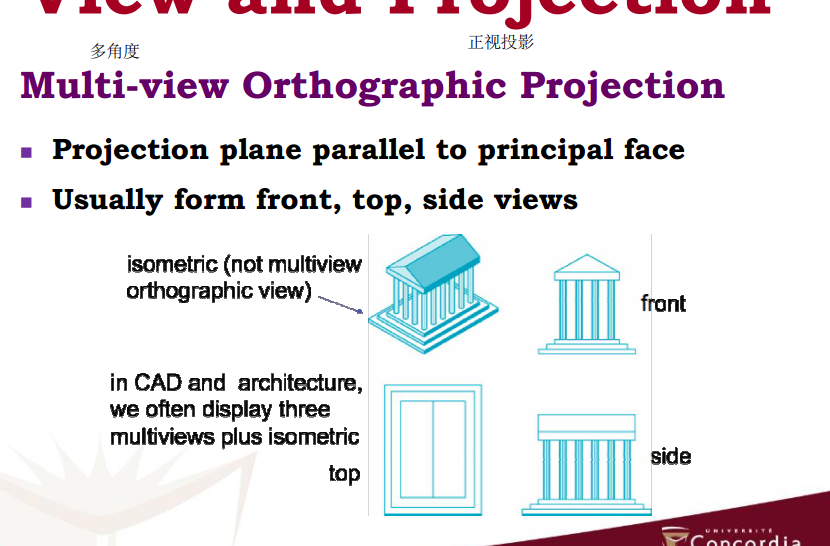 View and Projection
多角度
正视投影
Multi-view Orthographic Projection
Projection plane parallel to principal face
Usually form front, top, side views
isometric (not multiview
orthographic view)
front
in CAD and architecture,
we often display three
multiviews plus isometric
top
side
UNIVERSITÉ
Concordia